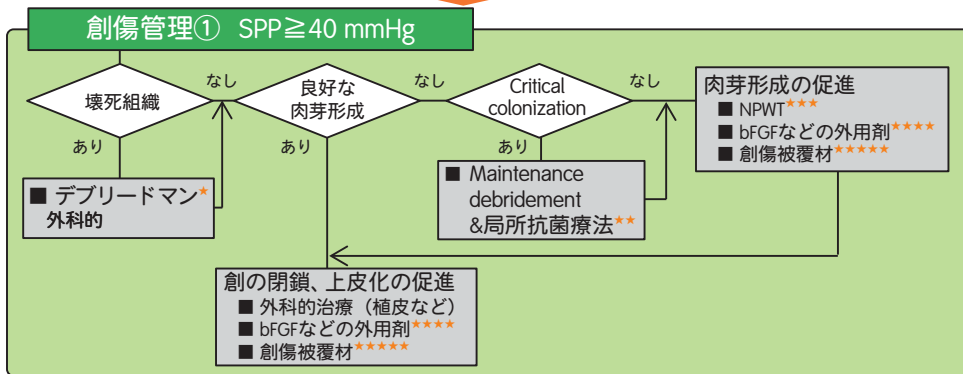 創傷管理① SPP≧40 mmHg
壊死組織
なし
あり
■ デブリードマン★
外科的
良好な
肉芽形成
なし
あり
Critical
colonization
なし
あり
■ Maintenance
debridement
&局所抗菌療法★★
肉芽形成の促進
■ NPWT★★★
■ bFGFなどの外用剤★★★★
■ 創傷被覆材★★★★★
創の閉鎖、上皮化の促進
■ 外科的治療（植皮など）
■ bFGFなどの外用剤★★★★
■ 創傷被覆材★★★★★